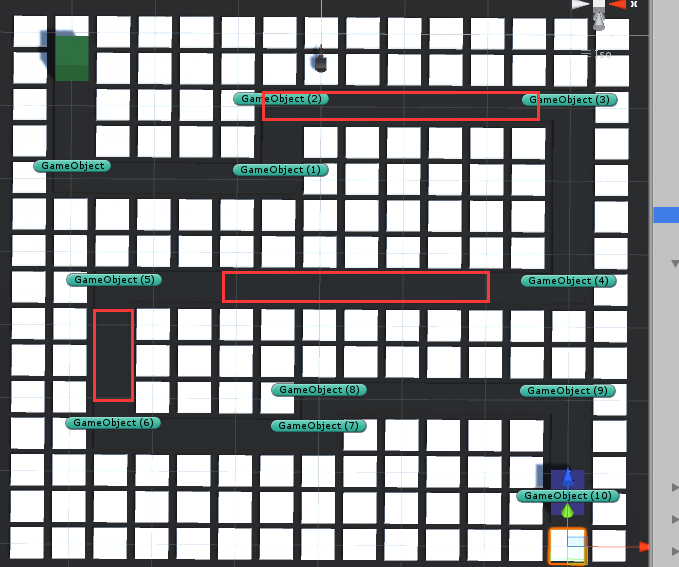 x
Iso
GameObject (2)
GameObject (3)
GameObject
GameObject (1)
GameObject (5)
GameObject (4)
GameObject (8)
GameObject (9)
GameObject (6)
GameObject (7)
GameObject (10)